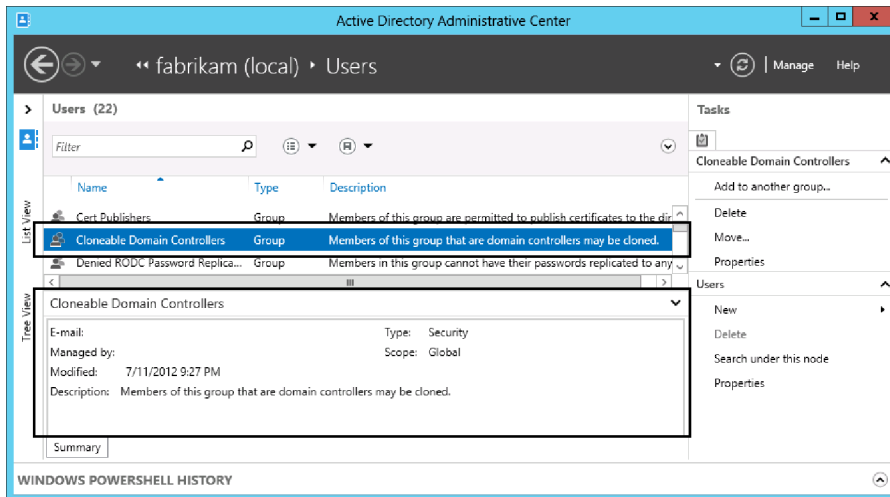 Active Directory Administrative Center
fabrikam (local) Users
Manage Help
Users (22)
Filter
Name Type Description
Cert Publishers Group Members of this group are permitted to publish certificates to the dir
Cloneable Domain Controllers Group Members of this group that are domain controllers may be cloned.
Denied RODC Password Replica... Group Members in this group cannot have their passwords replicated to any
List View
Tree View
Cloneable Domain Controllers
E-mail: Type: Security
Managed by: Scope: Global
Modified: 7/11/2012 9:27 PM
Description: Members of this group that are domain controllers may be cloned.
Summary
Tasks
Cloneable Domain Controllers
Add to another group...
Delete
Move...
Properties
Users
New
Delete
Search under this node
Properties
WINDOWS POWERSHELL HISTORY